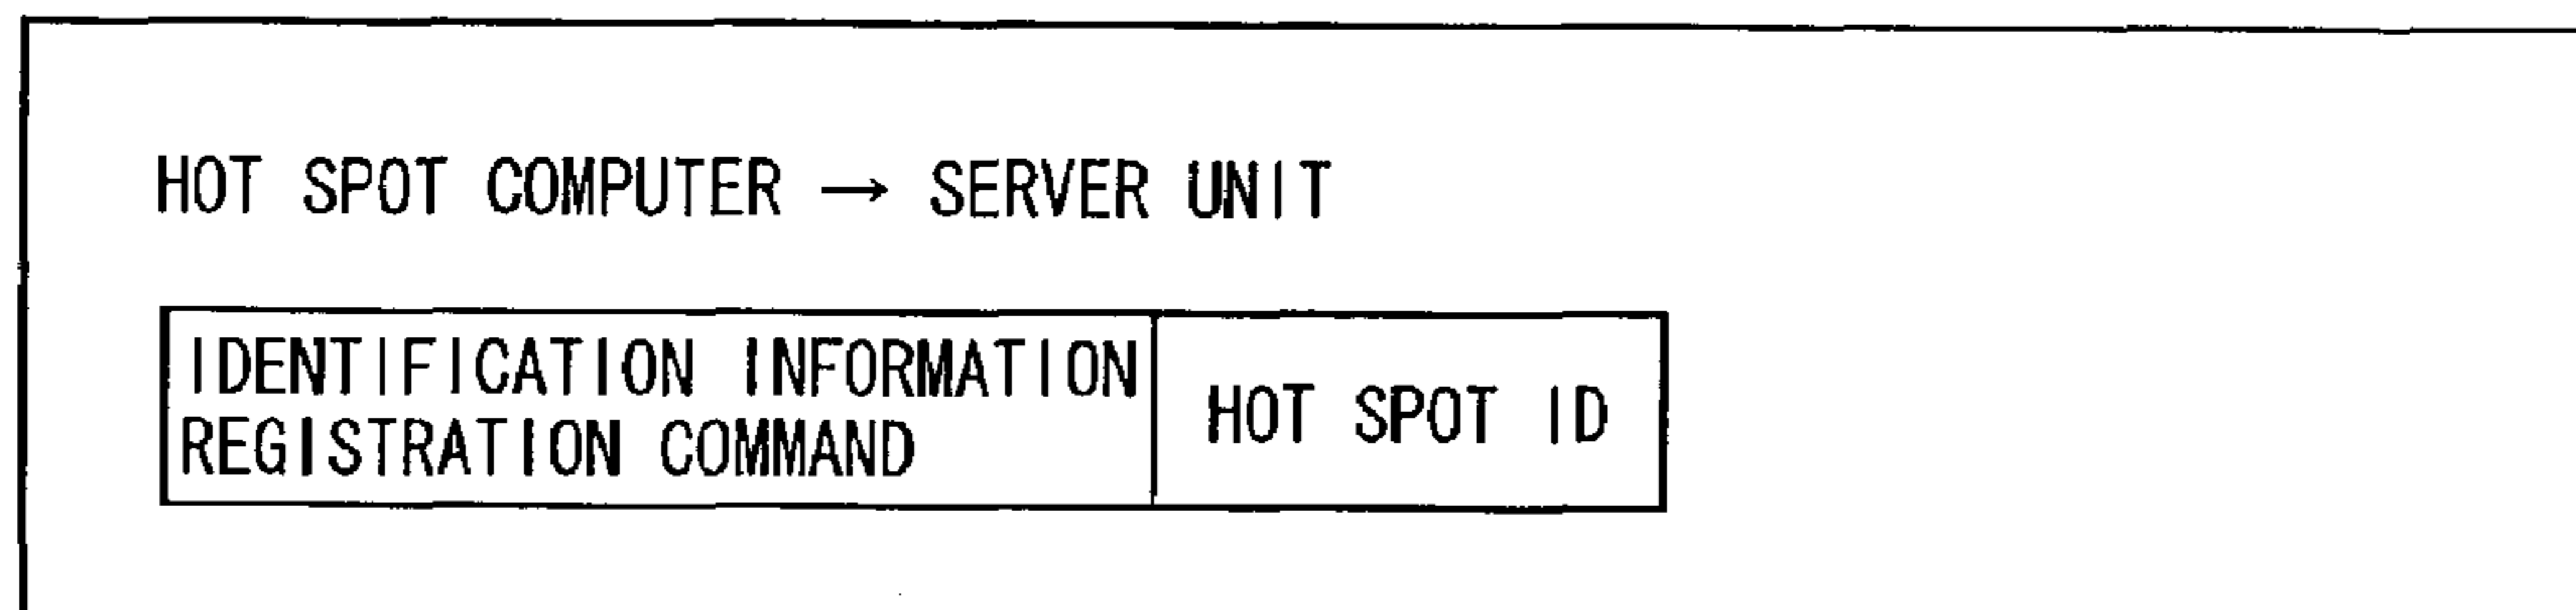 HOT SPOT COMPUTER → SERVER UNIT
IDENTIFICATION INFORMATION
REGISTRATION COMMAND
HOT SPOT ID